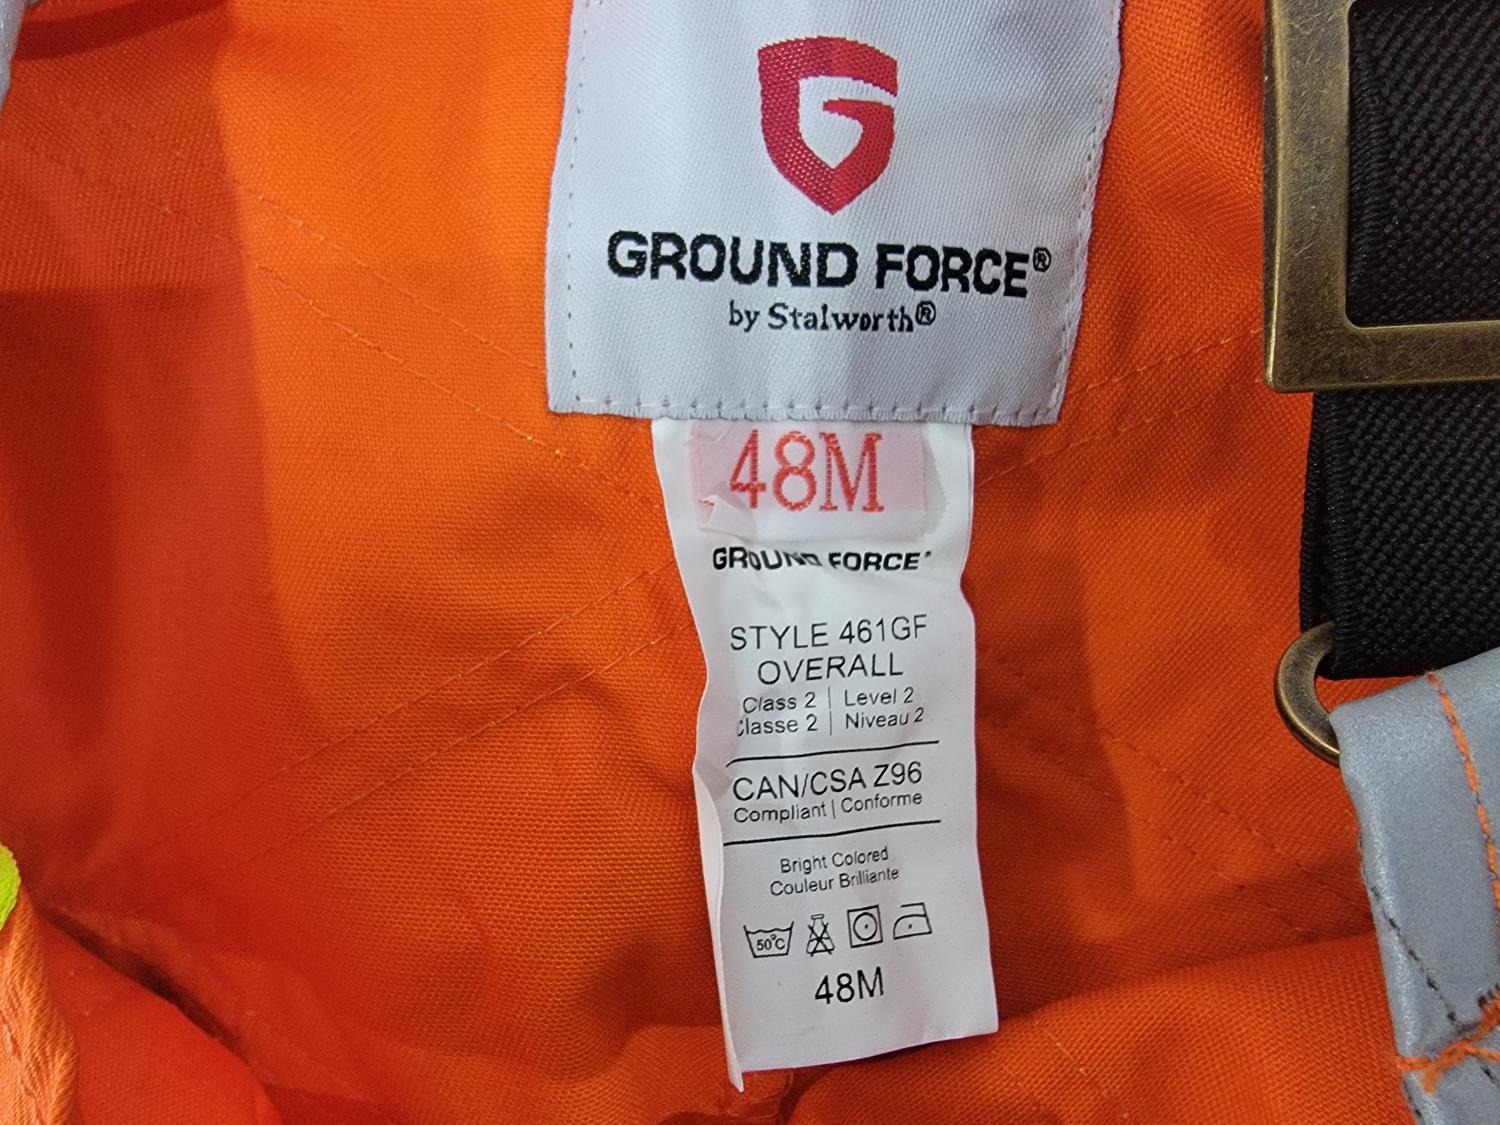 GROUND FORCE®
by Stalworth®
48M
GROUND FORCE®
STYLE 461GF
OVERALL
Class 2 | Level 2
Classe 2 | Niveau 2
CAN/CSA Z96
Compliant | Conforme
Bright Colored
Couleur Brillante
50°C
48M